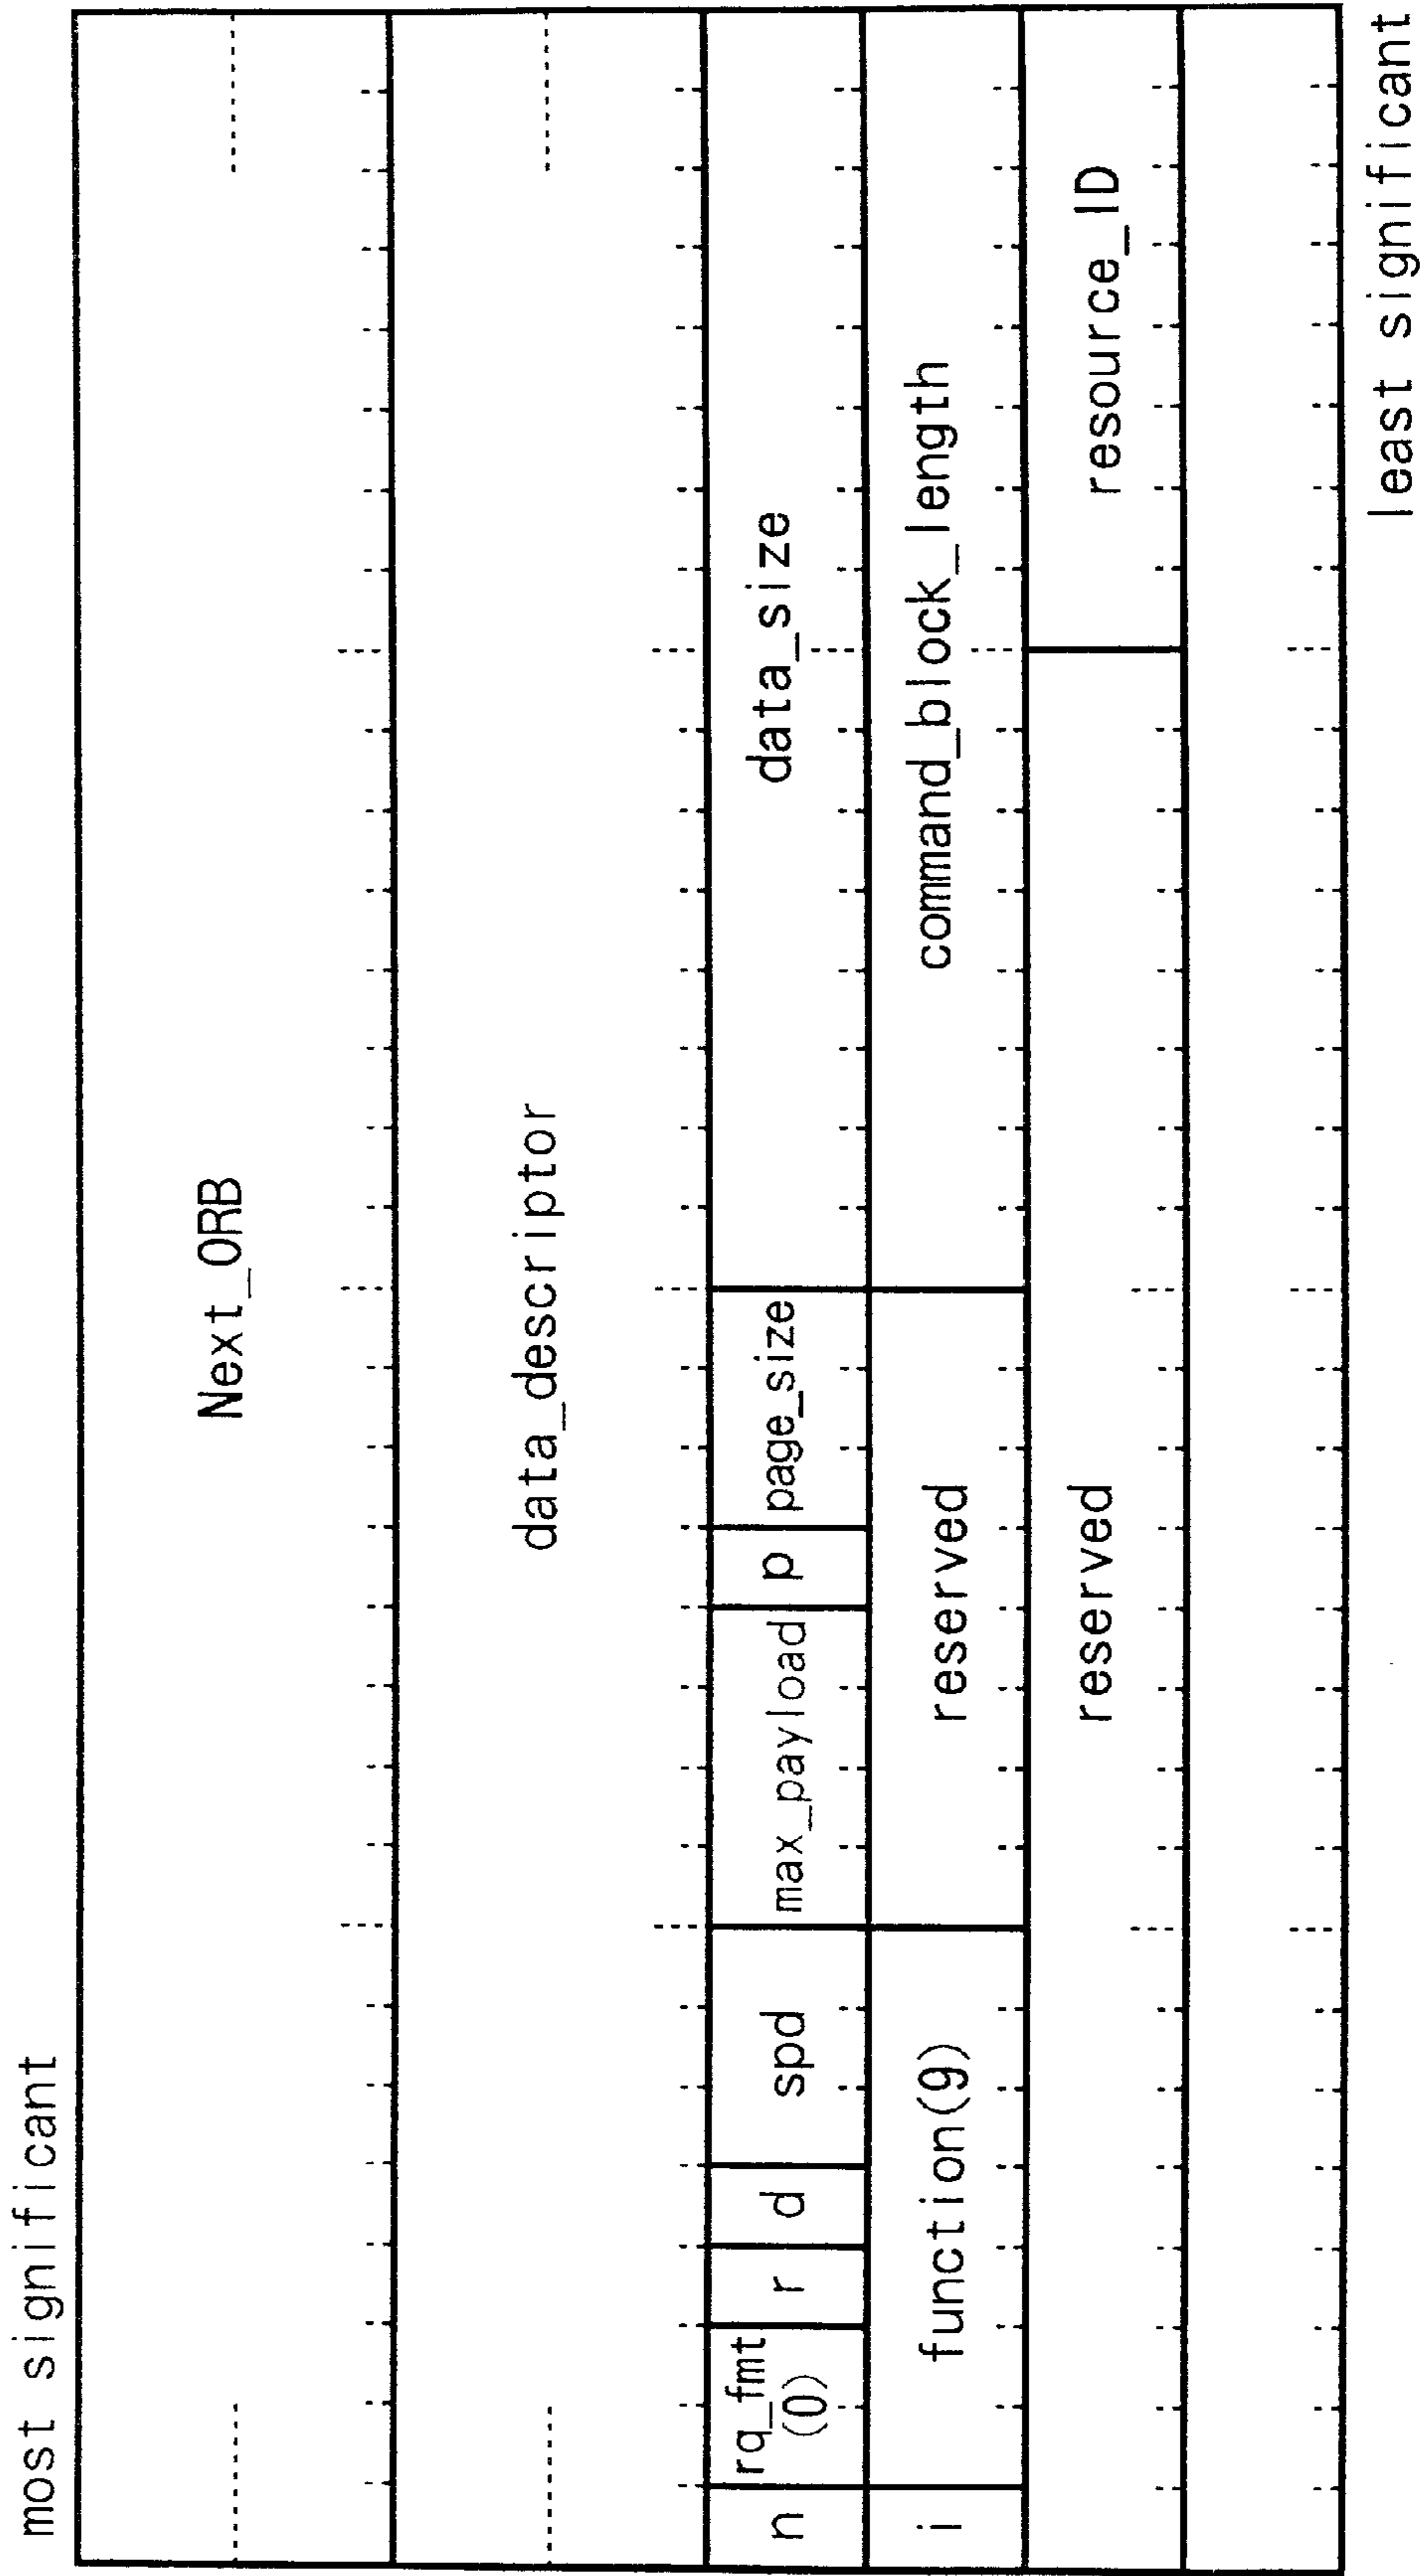 most significant
Next_ORB
data_descriptor
n rq_fmt (0) r d spd max_payload p page_size data_size
i function(9) reserved command_block_length
reserved resource_ID
least significant